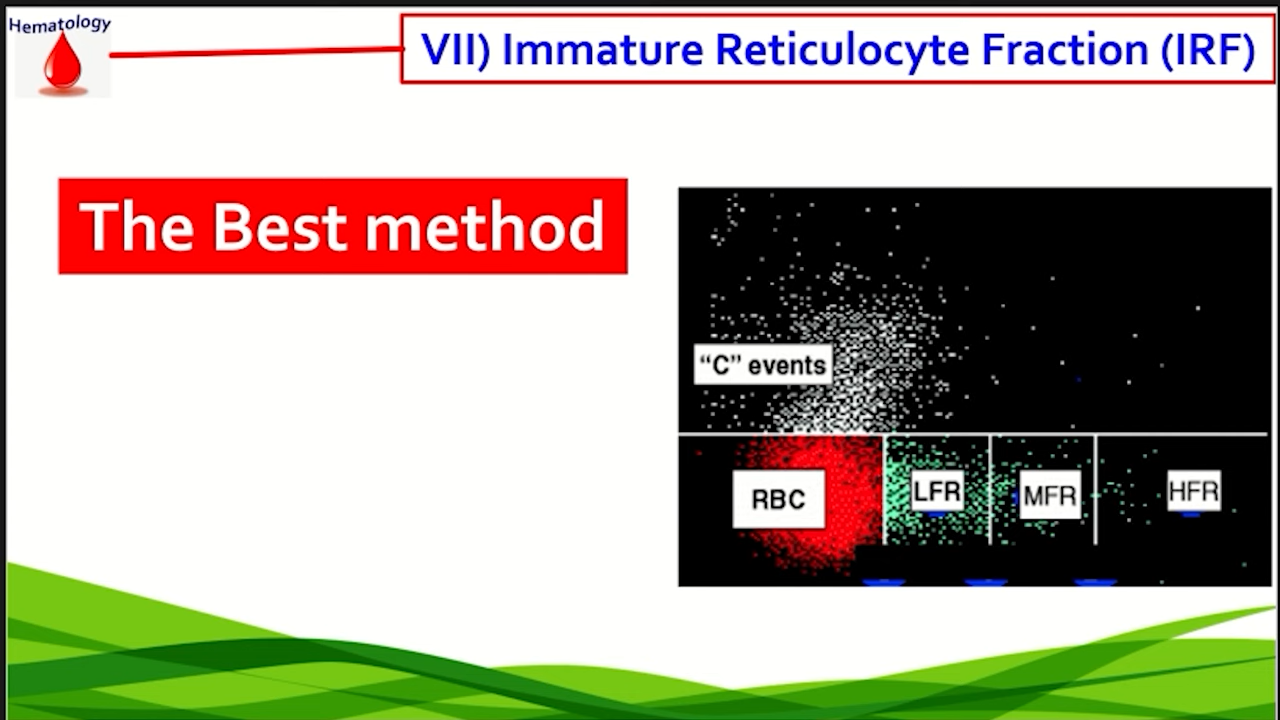 Hematology
VII) Immature Reticulocyte Fraction (IRF)
The Best method
“C” events
RBC
LFR
MFR
HFR